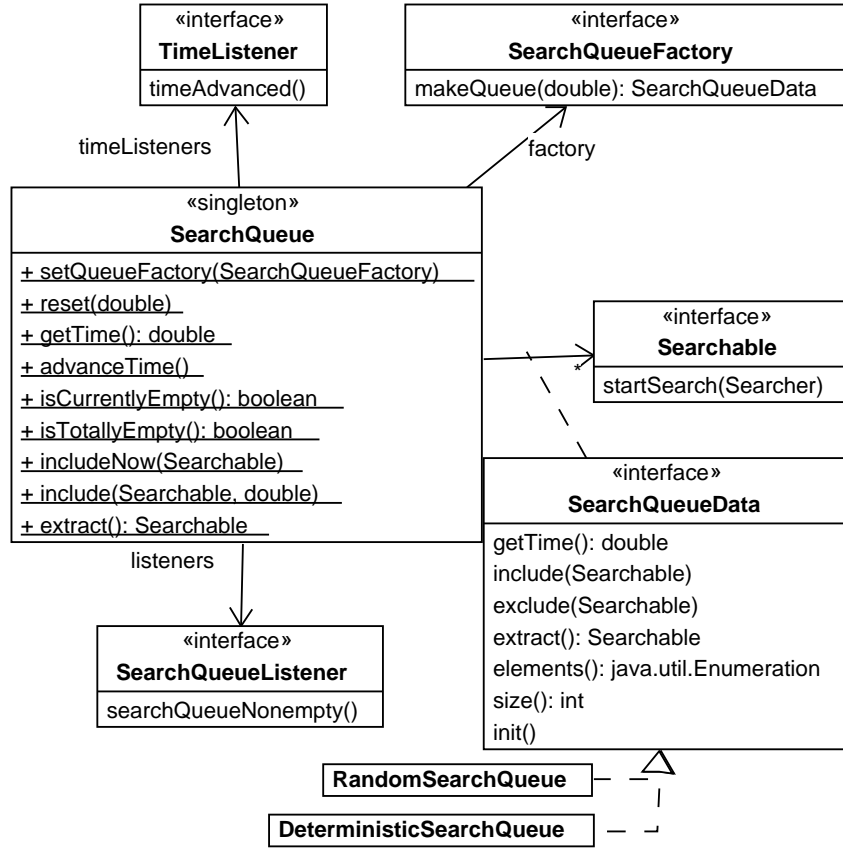 «interface»
TimeListener
timeAdvanced()
«interface»
SearchQueueFactory
makeQueue(double): SearchQueueData
timeListeners
factory
«singleton»
SearchQueue
+ setQueueFactory(SearchQueueFactory)
+ reset(double)
+ getTime(): double
+ advanceTime()
+ isCurrentlyEmpty(): boolean
+ isTotallyEmpty(): boolean
+ includeNow(Searchable)
+ include(Searchable, double)
+ extract(): Searchable
«interface»
Searchable
startSearch(Searcher)
*
«interface»
SearchQueueData
getTime(): double
include(Searchable)
exclude(Searchable)
extract(): Searchable
elements(): java.util.Enumeration
size(): int
init()
listeners
«interface»
SearchQueueListener
searchQueueNonempty()
RandomSearchQueue
DeterministicSearchQueue